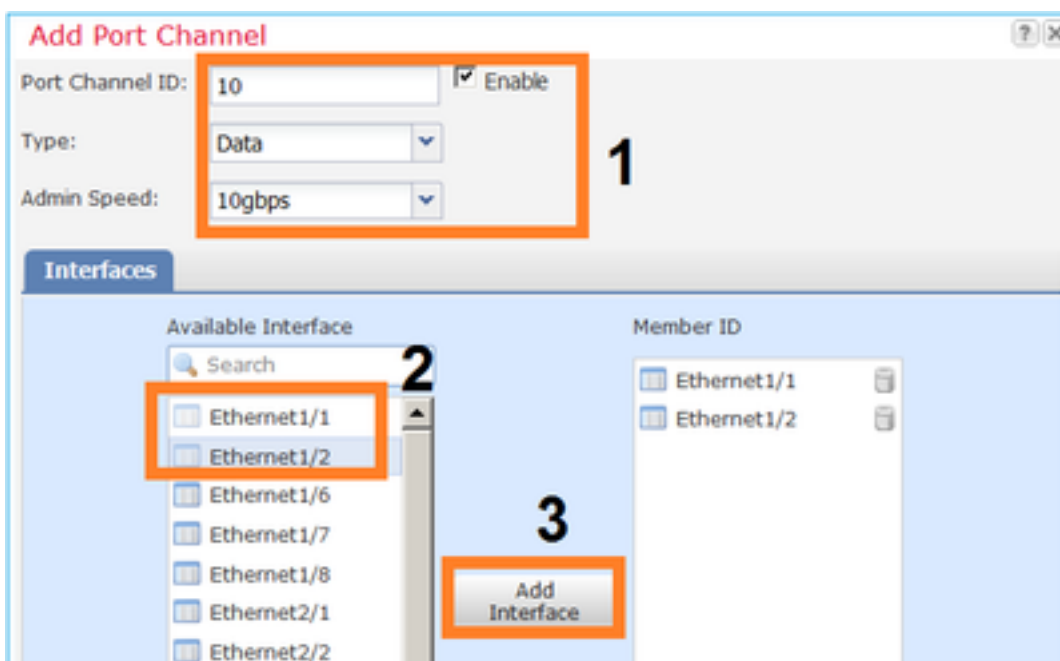 Add Port Channel
Port Channel ID: 10 Enable
Type: Data
1
Admin Speed: 10gbps
Interfaces
Available Interface
Search
2
Ethernet1/1
Ethernet1/2
Ethernet1/6
Ethernet1/7
Ethernet1/8
Ethernet2/1
Ethernet2/2
3
Add
Interface
Member ID
Ethernet1/1
Ethernet1/2